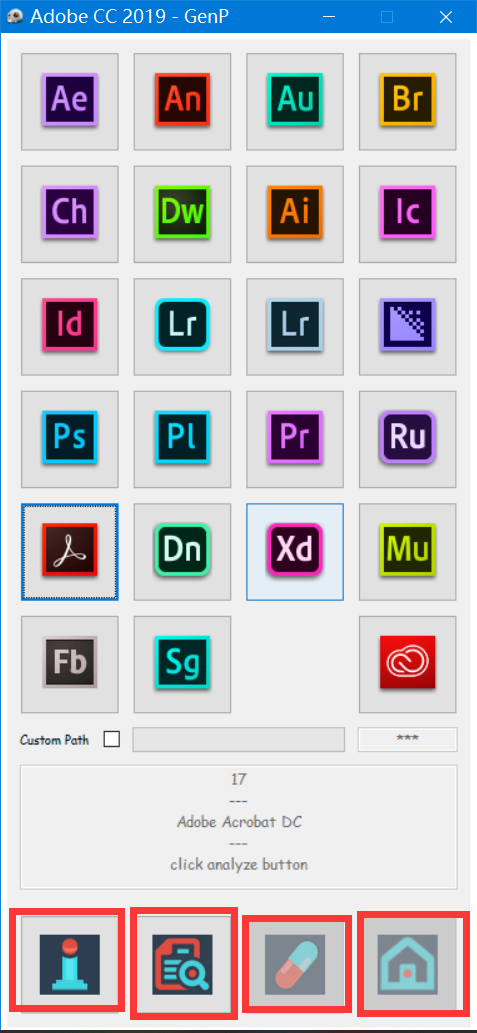 Adobe CC 2019 - GenP
Ae An Au Br
Ch Dw Ai Ic
Id Lr Lr
Ps Pl Pr Ru
Dn Xd Mu
Fb Sg
Custom Path ***
17
---
Adobe Acrobat DC
---
click analyze button